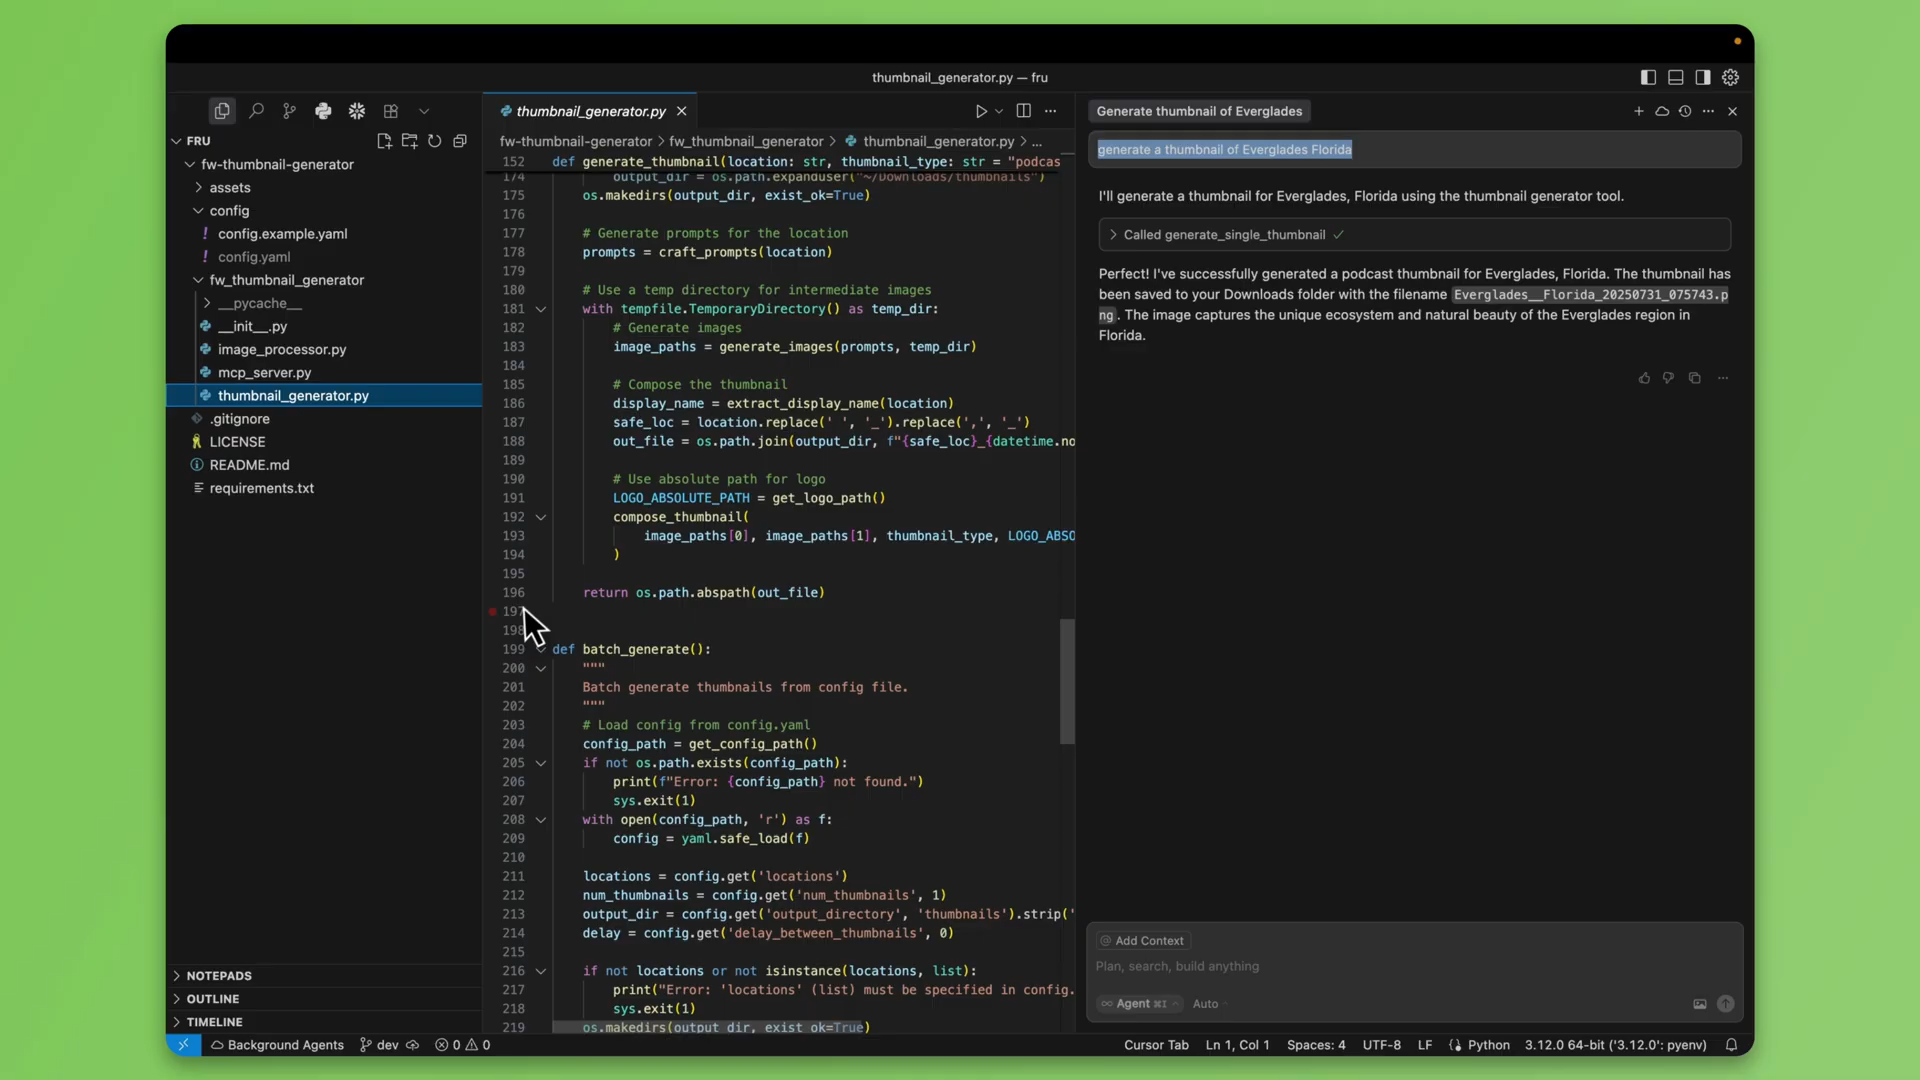 thumbnail_generator.py — fru
FRU
fw-thumbnail-generator
assets
config
! config.example.yaml
! config.yaml
fw_thumbnail_generator
__pycache__
__init__.py
image_processor.py
mcp_server.py
thumbnail_generator.py
.gitignore
LICENSE
README.md
requirements.txt
NOTEPADS
OUTLINE
TIMELINE
thumbnail_generator.py
fw-thumbnail-generator > fw_thumbnail_generator > thumbnail_generator.py > ...
152 def generate_thumbnail(location: str, thumbnail_type: str = "podcas
174 output_dir = os.path.expanduser("~/Downloads/thumbnails")
175 os.makedirs(output_dir, exist_ok=True)
176
177 # Generate prompts for the location
178 prompts = craft_prompts(location)
179
180 # Use a temp directory for intermediate images
181 with tempfile.TemporaryDirectory() as temp_dir:
182 # Generate images
183 image_paths = generate_images(prompts, temp_dir)
184
185 # Compose the thumbnail
186 display_name = extract_display_name(location)
187 safe_loc = location.replace(' ', '_').replace(',', '_')
188 out_file = os.path.join(output_dir, f"{safe_loc}_{datetime.no
189
190 # Use absolute path for logo
191 LOGO_ABSOLUTE_PATH = get_logo_path()
192 compose_thumbnail(
193 image_paths[0], image_paths[1], thumbnail_type, LOGO_ABSO
194 )
195
196 return os.path.abspath(out_file)
197
198
199 def batch_generate():
200 """
201 Batch generate thumbnails from config file.
202 """
203 # Load config from config.yaml
204 config_path = get_config_path()
205 if not os.path.exists(config_path):
206 print(f"Error: {config_path} not found.")
207 sys.exit(1)
208 with open(config_path, 'r') as f:
209 config = yaml.safe_load(f)
210
211 locations = config.get('locations')
212 num_thumbnails = config.get('num_thumbnails', 1)
213 output_dir = config.get('output_directory', 'thumbnails').strip('
214 delay = config.get('delay_between_thumbnails', 0)
215
216 if not locations or not isinstance(locations, list):
217 print("Error: 'locations' (list) must be specified in config.
218 sys.exit(1)
219 os.makedirs(output_dir, exist_ok=True)
Generate thumbnail of Everglades
generate a thumbnail of Everglades Florida
I'll generate a thumbnail for Everglades, Florida using the thumbnail generator tool.
Called generate_single_thumbnail
Perfect! I've successfully generated a podcast thumbnail for Everglades, Florida. The thumbnail has
been saved to your Downloads folder with the filename Everglades__Florida_20250731_075743.p
ng. The image captures the unique ecosystem and natural beauty of the Everglades region in
Florida.
@ Add Context
Plan, search, build anything
∞ Agent ⌘I Auto
Background Agents dev 0 0
Cursor Tab Ln 1, Col 1 Spaces: 4 UTF-8 LF Python 3.12.0 64-bit ('3.12.0': pyenv)